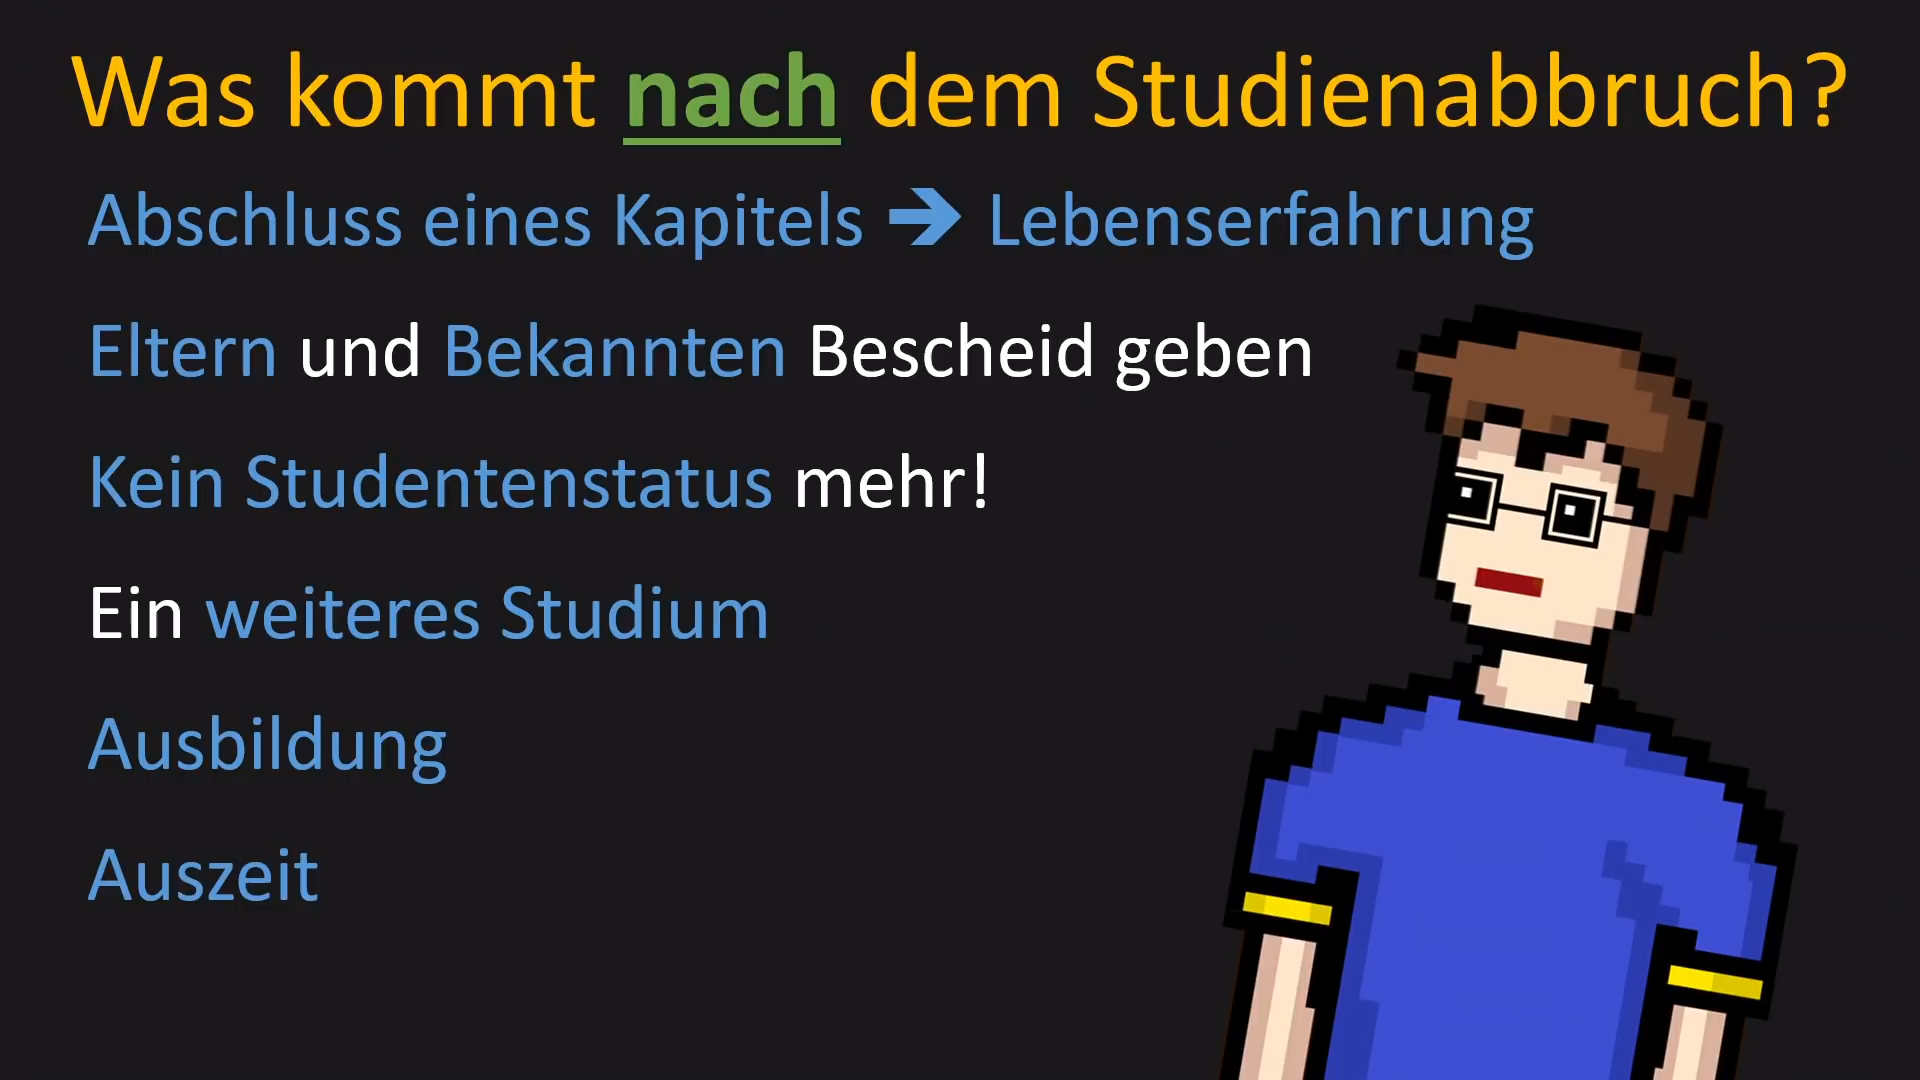 Was kommt nach dem Studienabbruch?
Abschluss eines Kapitels → Lebenserfahrung
Eltern und Bekannten Bescheid geben
Kein Studentenstatus mehr!
Ein weiteres Studium
Ausbildung
Auszeit